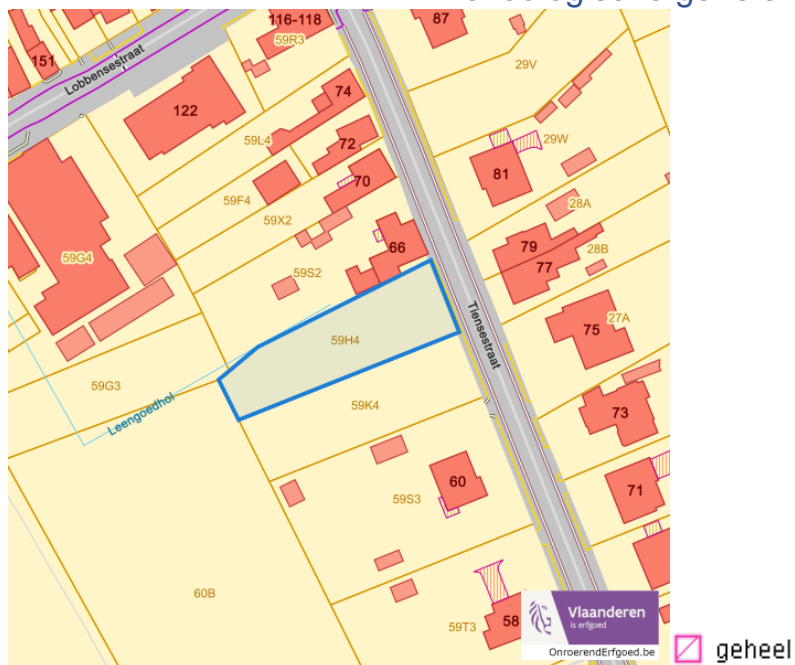 116-118
87
59R3
151
29V
Lobbensestraat
122
74
59L4
72
29W
81
70
59F4
28A
59X2
66
79
28B
59G4
77
59S2
27A
Tiensestraat
75
59H4
59G3
59K4
Leengoedhol
73
60
71
59S3
60B
58
59T3
Vlaanderen
is erfgoed
OnroerendErfgoed.be
geheel